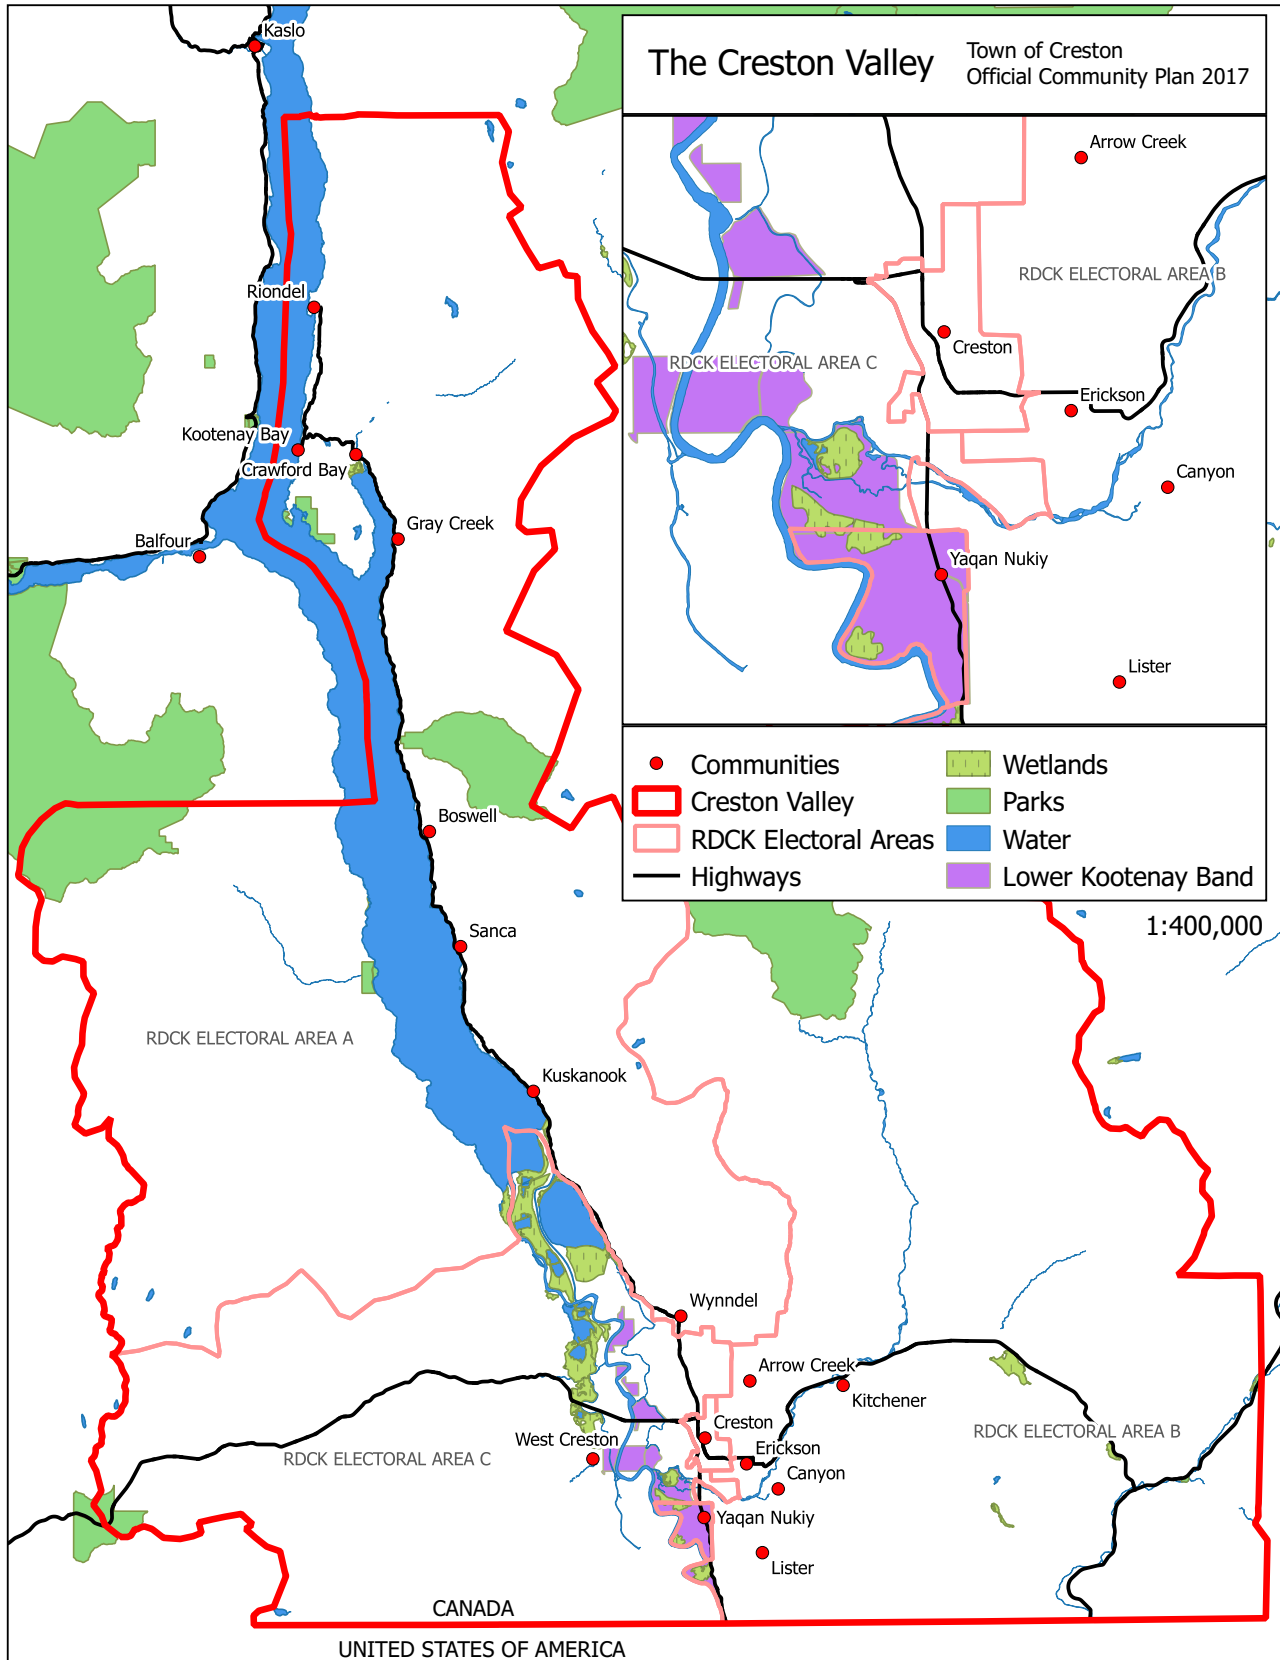 Kaslo
The Creston Valley
Town of Creston
Official Community Plan 2017
Arrow Creek
RDCK ELECTORAL AREA B
Creston
RDCK ELECTORAL AREA C
Erickson
Canyon
Yaqan Nukiy
Lister
Communities
Creston Valley
RDCK Electoral Areas
Highways
Wetlands
Parks
Water
Lower Kootenay Band
1:400,000
Riondel
Kootenay Bay
Crawford Bay
Gray Creek
Balfour
Boswell
Sanca
RDCK ELECTORAL AREA A
Kuskanook
Wynndel
Arrow Creek
Kitchener
Creston
West Creston
Erickson
RDCK ELECTORAL AREA B
RDCK ELECTORAL AREA C
Canyon
Yaqan Nukiy
Lister
CANADA
UNITED STATES OF AMERICA